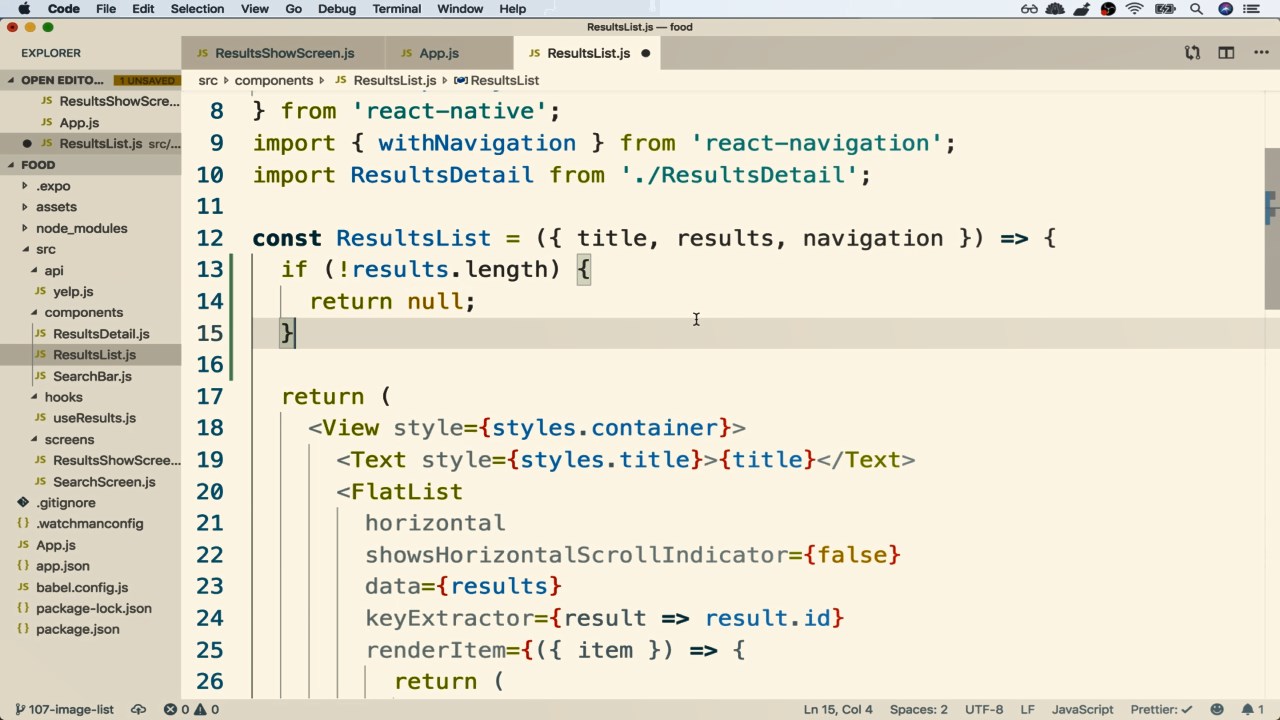 Code File Edit Selection View Go Debug Terminal Window Help
ResultsList.js — food
EXPLORER
JS ResultsShowScreen.js JS App.js JS ResultsList.js
OPEN EDITO... 1 UNSAVED
JS ResultsShowScre...
JS App.js
JS ResultsList.js src/...
FOOD
.expo
assets
node_modules
src
api
JS yelp.js
components
JS ResultsDetail.js
JS ResultsList.js
JS SearchBar.js
hooks
JS useResults.js
screens
JS ResultsShowScree...
JS SearchScreen.js
.gitignore
{} .watchmanconfig
JS App.js
{} app.json
JS babel.config.js
{} package-lock.json
{} package.json
src components JS ResultsList.js ResultsList
8 } from 'react-native';
9 import { withNavigation } from 'react-navigation';
10 import ResultsDetail from './ResultsDetail';
11
12 const ResultsList = ({ title, results, navigation }) => {
13 if (!results.length) {
14 return null;
15 }
16
17 return (
18 <View style={styles.container}>
19 <Text style={styles.title}>{title}</Text>
20 <FlatList
21 horizontal
22 showsHorizontalScrollIndicator={false}
23 data={results}
24 keyExtractor={result => result.id}
25 renderItem={({ item }) => {
26 return (
107-image-list 0 0 Ln 15, Col 4 Spaces: 2 UTF-8 LF JavaScript Prettier: ✓ 1